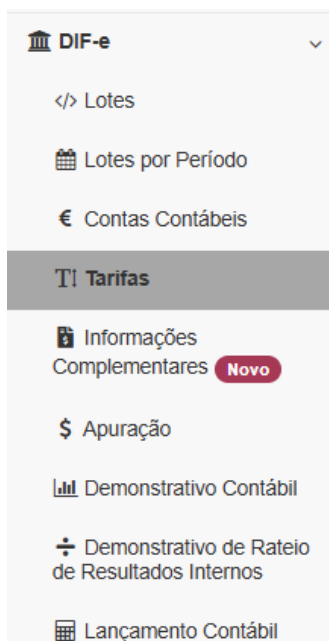 DIF-e
</> Lotes
Lotes por Período
€ Contas Contábeis
Tarifas
Informações
Complementares Novo
$ Apuração
Demonstrativo Contábil
Demonstrativo de Rateio
de Resultados Internos
Lançamento Contábil